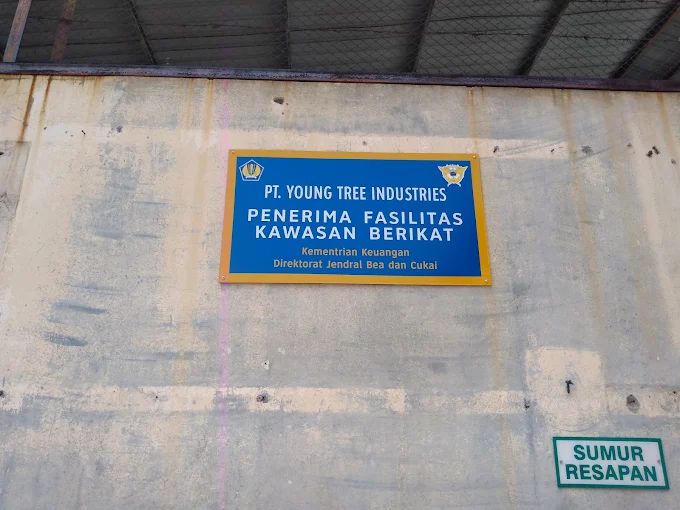 PT. YOUNG TREE INDUSTRIES
PENERIMA FASILITAS
KAWASAN BERIKAT
Kementrian Keuangan
Direktorat Jendral Bea dan Cukai
SUMUR
RESAPAN